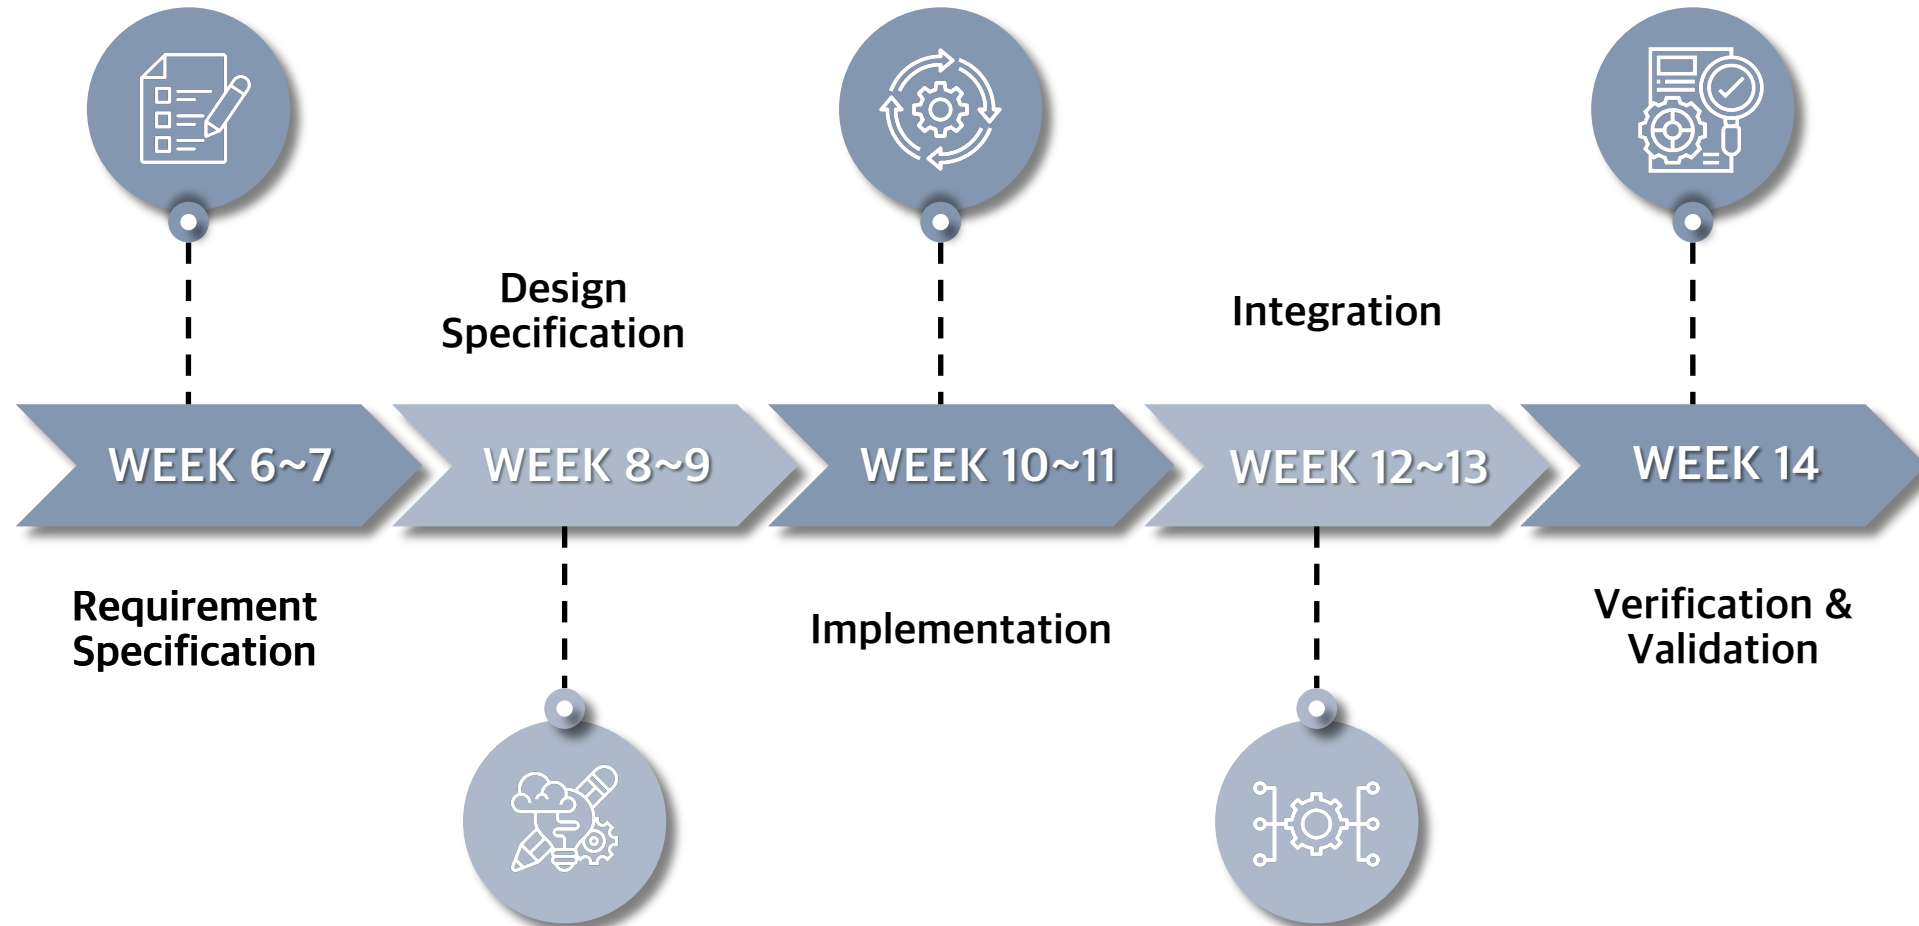 Design
Specification
Integration
WEEK 6~7
WEEK 8~9
WEEK 10~11
WEEK 12~13
WEEK 14
Requirement
Specification
Implementation
Verification &
Validation